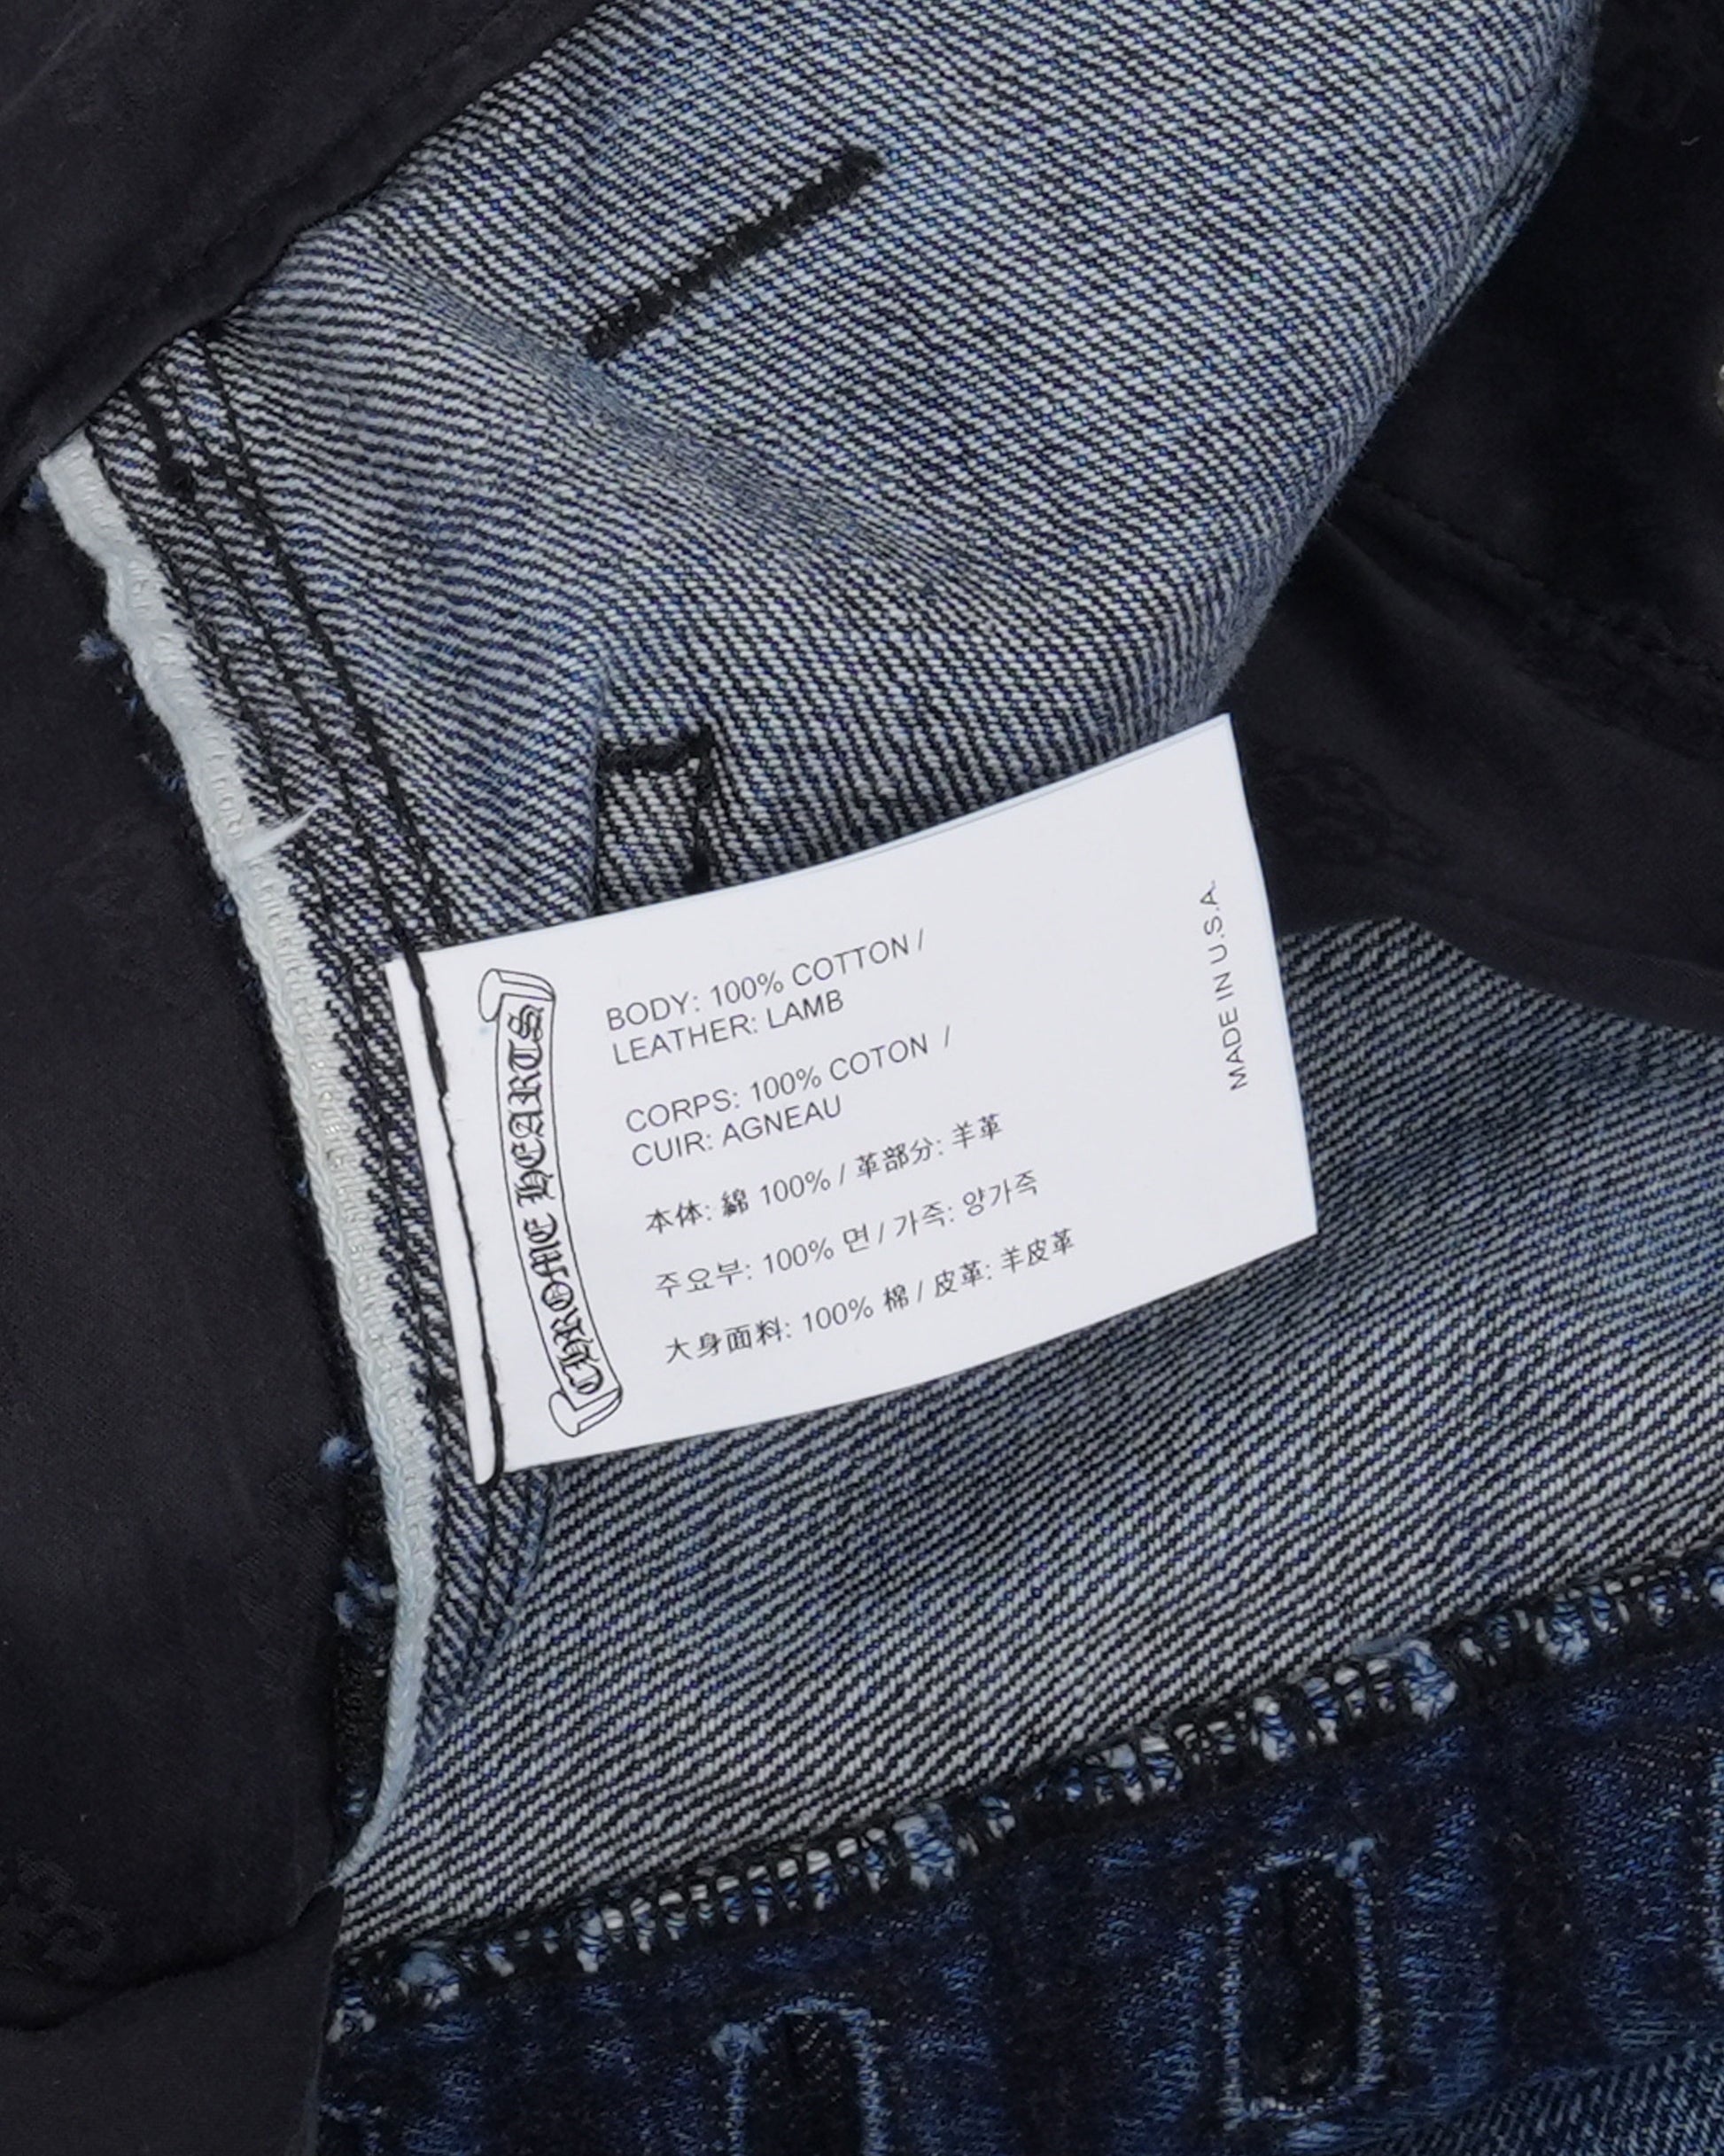 CHROME HEARTS
BODY: 100% COTTON /
LEATHER: LAMB
CORPS: 100% COTON /
CUIR: AGNEAU
本体: 綿 100% / 革部分: 羊革
주요부: 100% 면 / 가죽: 양가죽
大身面料: 100% 棉 / 皮革: 羊皮革
MADE IN U.S.A.